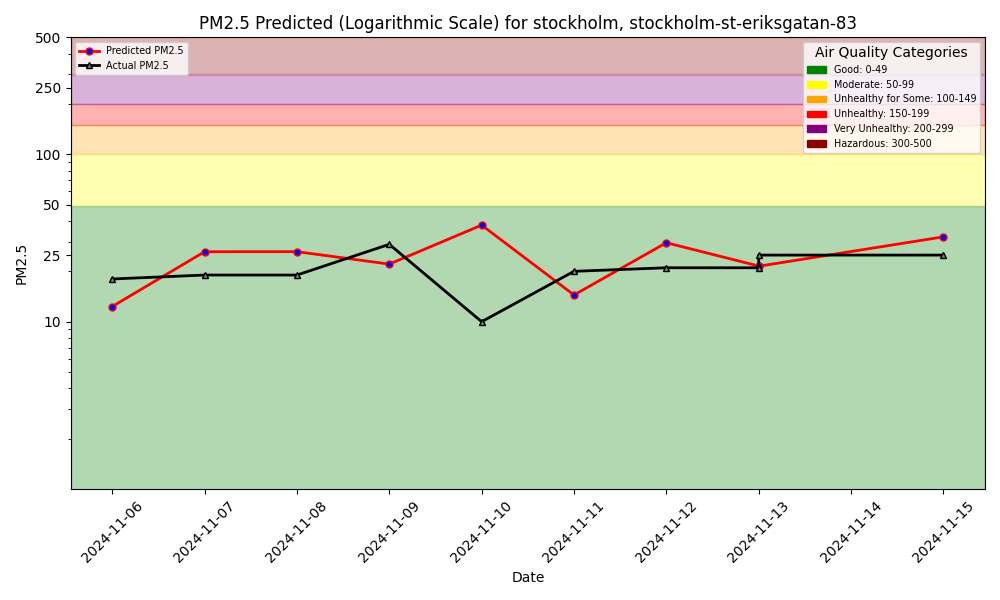 PM2.5 Predicted (Logarithmic Scale) for stockholm, stockholm-st-eriksgatan-83
Predicted PM2.5
Actual PM2.5
Air Quality Categories
Good: 0-49
Moderate: 50-99
Unhealthy for Some: 100-149
Unhealthy: 150-199
Very Unhealthy: 200-299
Hazardous: 300-500
500
250
100
50
25
10
PM2.5
2024-11-06
2024-11-07
2024-11-08
2024-11-09
2024-11-10
2024-11-11
2024-11-12
2024-11-13
2024-11-14
2024-11-15
Date